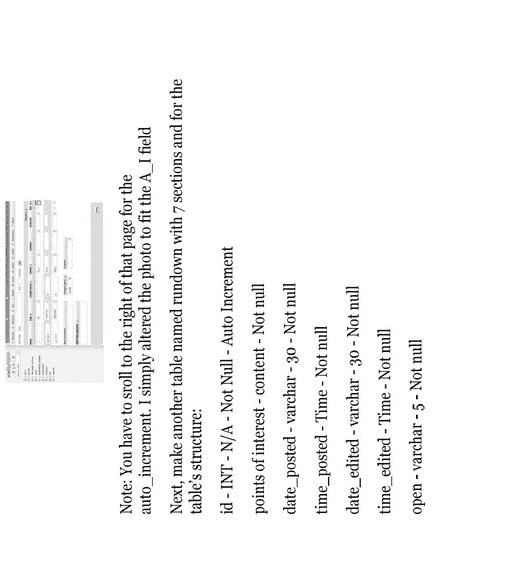 Note: You have to sroll to the right of that page for the
auto_increment. I simply altered the photo to fit the A_I field
Next, make another table named rundown with 7 sections and for the
table's structure:
id - INT - N/A - Not Null - Auto Increment
points of interest - content - Not null
date_posted - varchar - 30 - Not null
time_posted - Time - Not null
date_edited - varchar - 30 - Not null
time_edited - Time - Not null
open - varchar - 5 - Not null